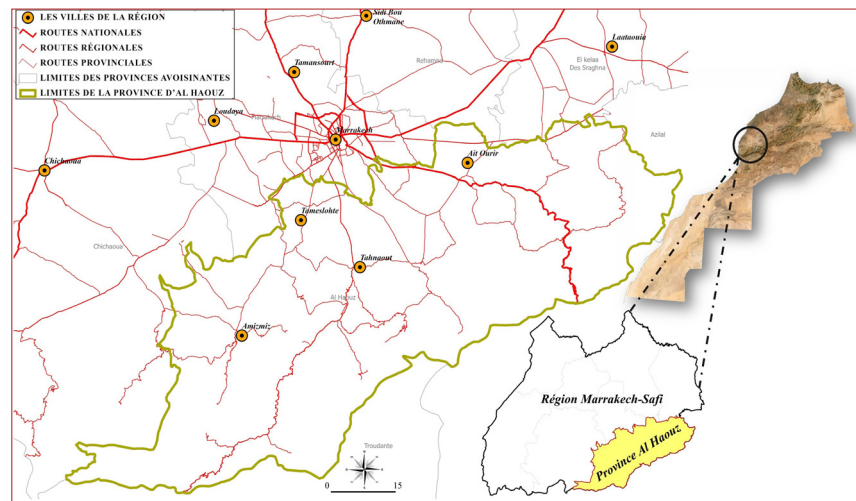 LES VILLES DE LA RÉGION
ROUTES NATIONALES
ROUTES RÉGIONALES
ROUTES PROVINCIALES
LIMITES DES PROVINCES AVOISINANTES
LIMITES DE LA PROVINCE D'AL HAOUZ
Sidi Bou
Othmane
Laataouia
Tamansourt
Rehamna
El kelaa
Des Sraghna
Loudaya
Marrakech
Marrakech
Azilal
Ait Ourir
Chichaoua
Tameslohte
Chichaoua
Tahnaout
Al Haouz
Amizmiz
Région Marrakech-Safi
Province Al Haouz
Troudante
0 15